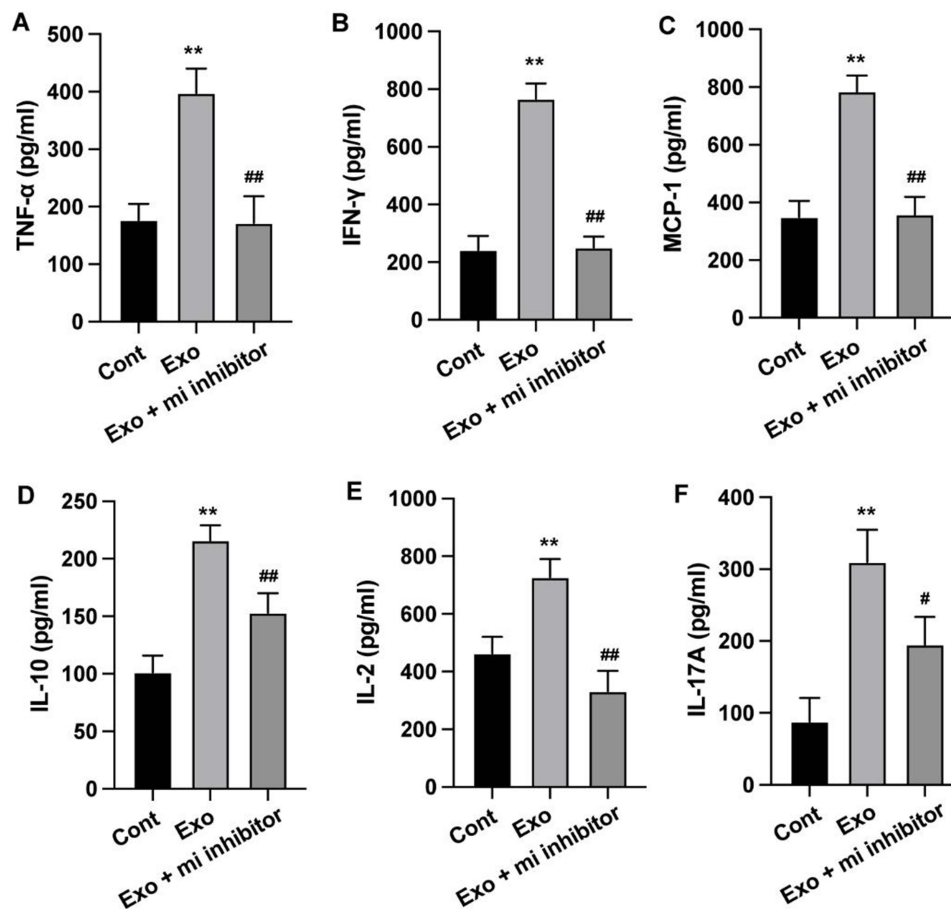 A
TNF-α (pg/ml)
500
400
300
200
100
0
**
##
Cont
Exo
Exo + mi inhibitor
B
IFN-γ (pg/ml)
1000
800
600
400
200
0
**
##
Cont
Exo
Exo + mi inhibitor
C
MCP-1 (pg/ml)
1000
800
600
400
200
0
**
##
Cont
Exo
Exo + mi inhibitor
D
IL-10 (pg/ml)
250
200
150
100
50
0
**
##
Cont
Exo
Exo + mi inhibitor
E
IL-2 (pg/ml)
1000
800
600
400
200
0
**
##
Cont
Exo
Exo + mi inhibitor
F
IL-17A (pg/ml)
400
300
200
100
0
**
#
Cont
Exo
Exo + mi inhibitor